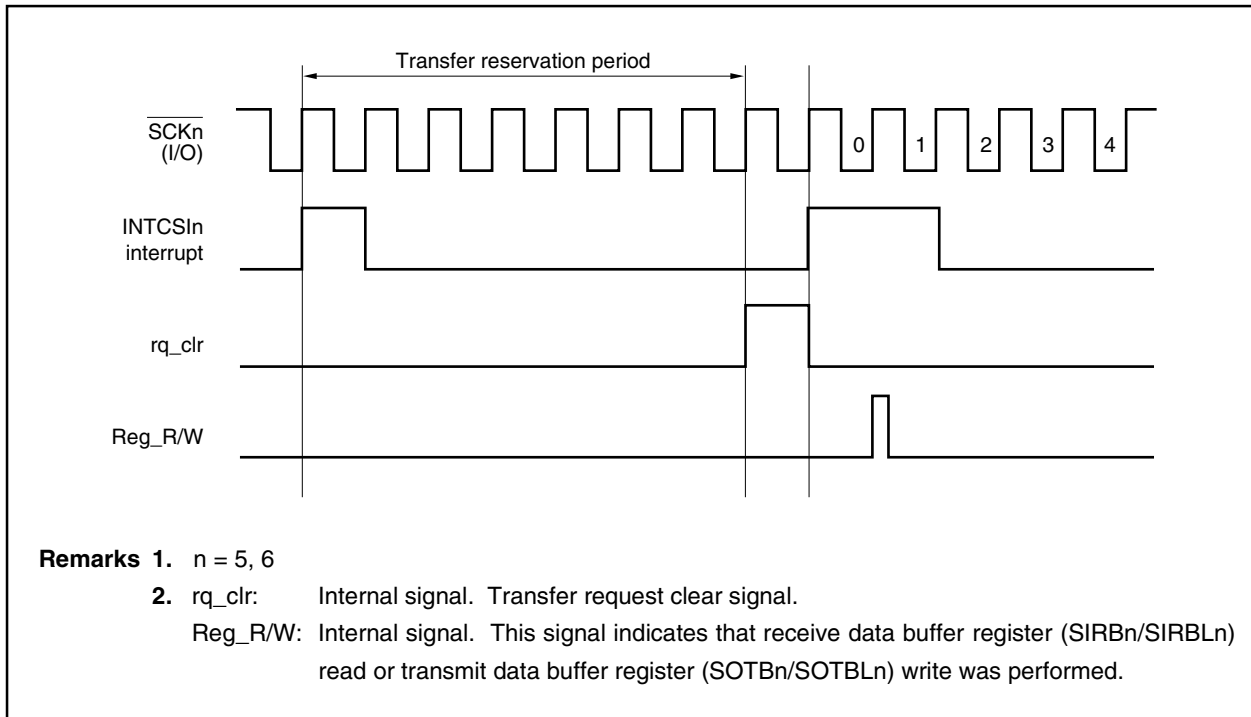 Transfer reservation period
SCKn
(I/O)
0 1 2 3 4
INTCSIn
interrupt
rq_clr
Reg_R/W
Remarks 1. n = 5, 6
2. rq_clr: Internal signal. Transfer request clear signal.
Reg_R/W: Internal signal. This signal indicates that receive data buffer register (SIRBn/SIRBLn)
read or transmit data buffer register (SOTBn/SOTBLn) write was performed.